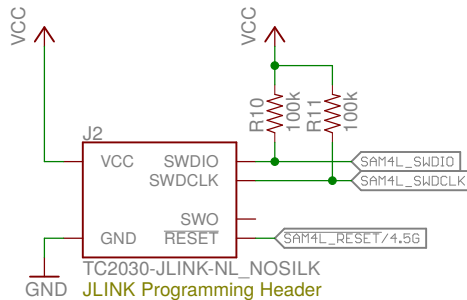 VCC
VCC
R10
100k
R11
100k
J2
VCC
SWDIO
SAM4L_SWDIO
SWDCLK
SAM4L_SWDCLK
SWO
GND
RESET
SAM4L_RESET/4.5G
GND
TC2030-JLINK-NL_NOSILK
JLINK Programming Header